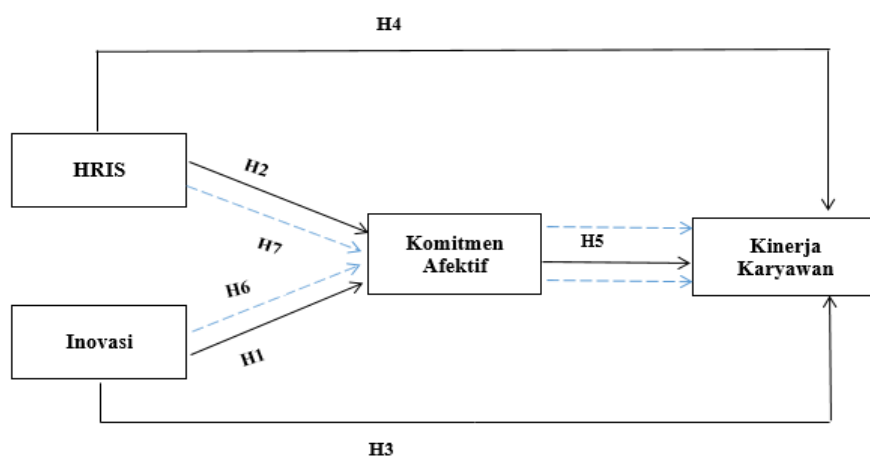 H4
HRIS
H2
H7
Komitmen
Afektif
H5
Kinerja
Karyawan
H6
Inovasi
H1
H3